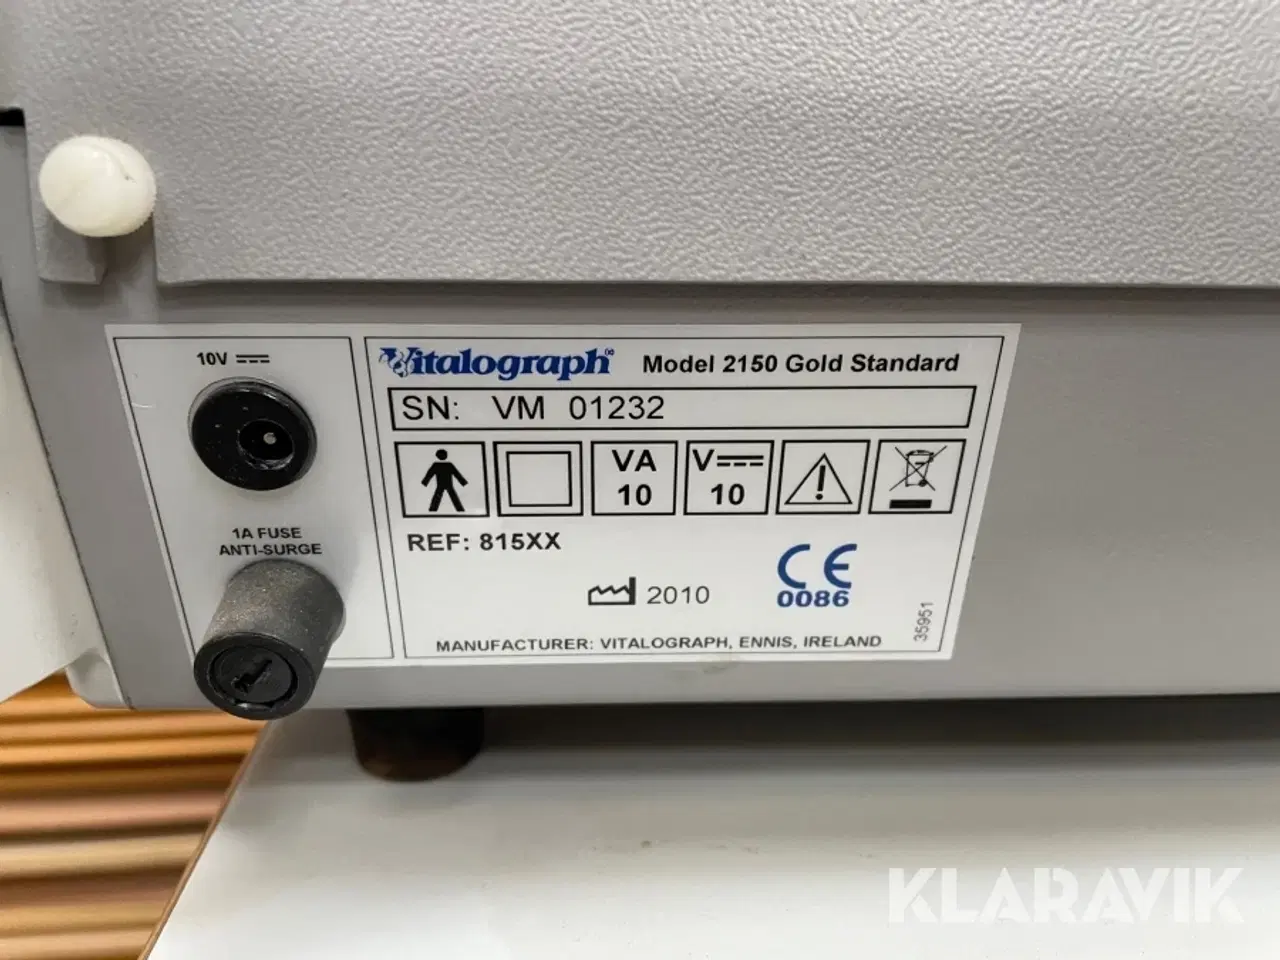 10V
1A FUSE
ANTI-SURGE
Vitalograph® Model 2150 Gold Standard
SN: VM 01232
VA
10
V
10
REF: 815XX
2010
CE
0086
35951
MANUFACTURER: VITALOGRAPH, ENNIS, IRELAND
KLARAVIK